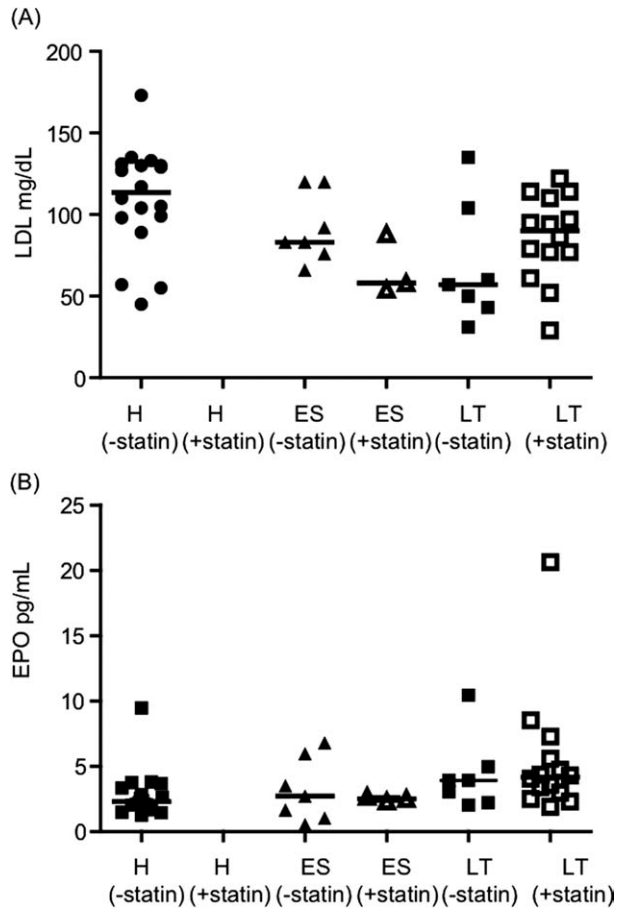 (A)
200
150
100
50
0
LDL mg/dL
H H ES ES LT LT
(-statin) (+statin) (-statin) (+statin) (-statin) (+statin)
(B)
25
20
15
10
5
0
EPO pg/mL
H H ES ES LT LT
(-statin) (+statin) (-statin) (+statin) (-statin) (+statin)